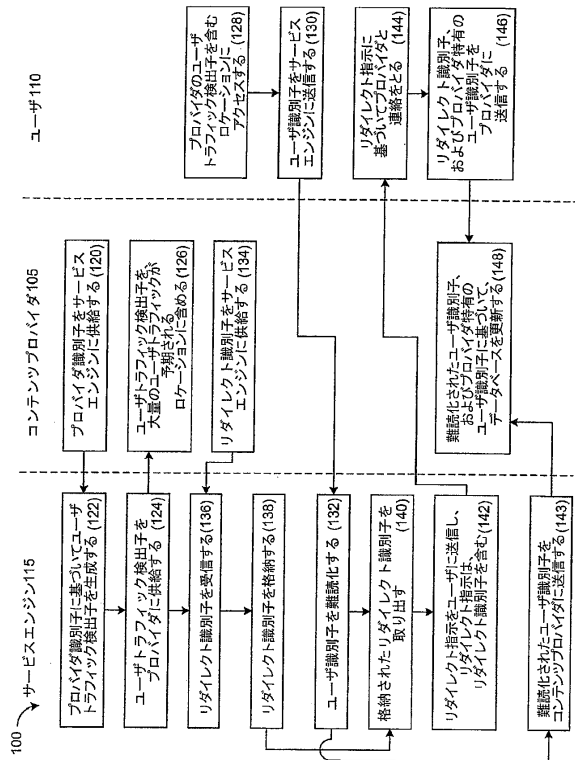 100
サービスエンジン115
コンテンツプロバイダ105
ユーザ110
プロバイダ識別子をサービス
エンジンに供給する(120)
プロバイダ識別子に基づいてユーザ
トラフィック検出子を生成する(122)
ユーザトラフィック検出子を
プロバイダに供給する(124)
ユーザトラフィック検出子を、
大量のユーザトラフィックが
予期される
ロケーションに含める(126)
プロバイダのユーザ
トラフィック検出子を含む
ロケーションに
アクセスする(128)
ユーザ識別子をサービス
エンジンに送信する(130)
リダイレクト識別子をサービス
エンジンに供給する(134)
リダイレクト識別子を受信する(136)
リダイレクト識別子を格納する(138)
ユーザ識別子を難読化する(132)
格納されたリダイレクト識別子を
取り出す(140)
リダイレクト指示をユーザに送信し、
リダイレクト指示は、
リダイレクト識別子を含む(142)
難読化されたユーザ識別子を
コンテンツプロバイダに送信する(143)
リダイレクト指示に
基づいてプロバイダと
連絡をとる(144)
リダイレクト識別子、
およびプロバイダ特有の
ユーザ識別子を
プロバイダに
送信する(146)
難読化されたユーザ識別子、
およびプロバイダ特有の
ユーザ識別子に基づいて、
データベースを更新する(148)